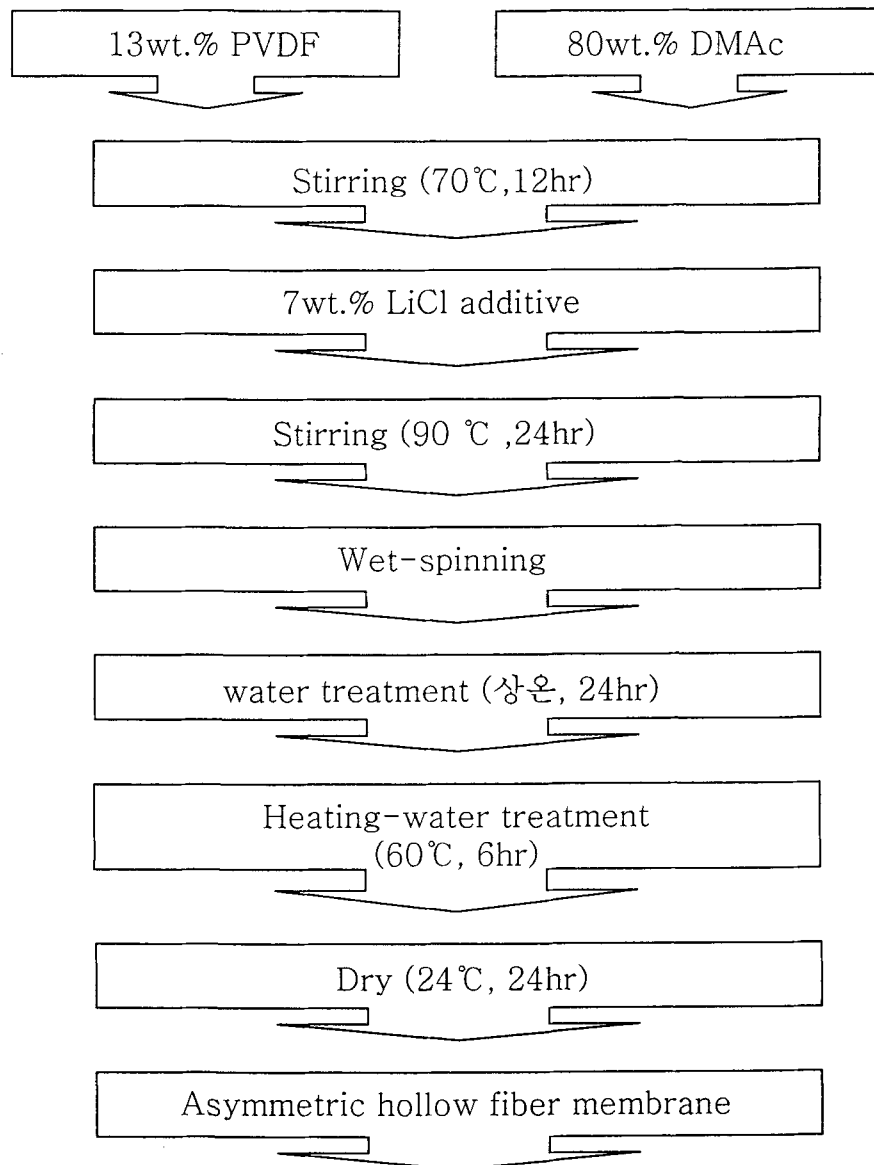 13wt.% PVDF
80wt.% DMAc
Stirring (70℃,12hr)
7wt.% LiCl additive
Stirring (90 ℃ ,24hr)
Wet-spinning
water treatment (상온, 24hr)
Heating-water treatment
(60℃, 6hr)
Dry (24℃, 24hr)
Asymmetric hollow fiber membrane